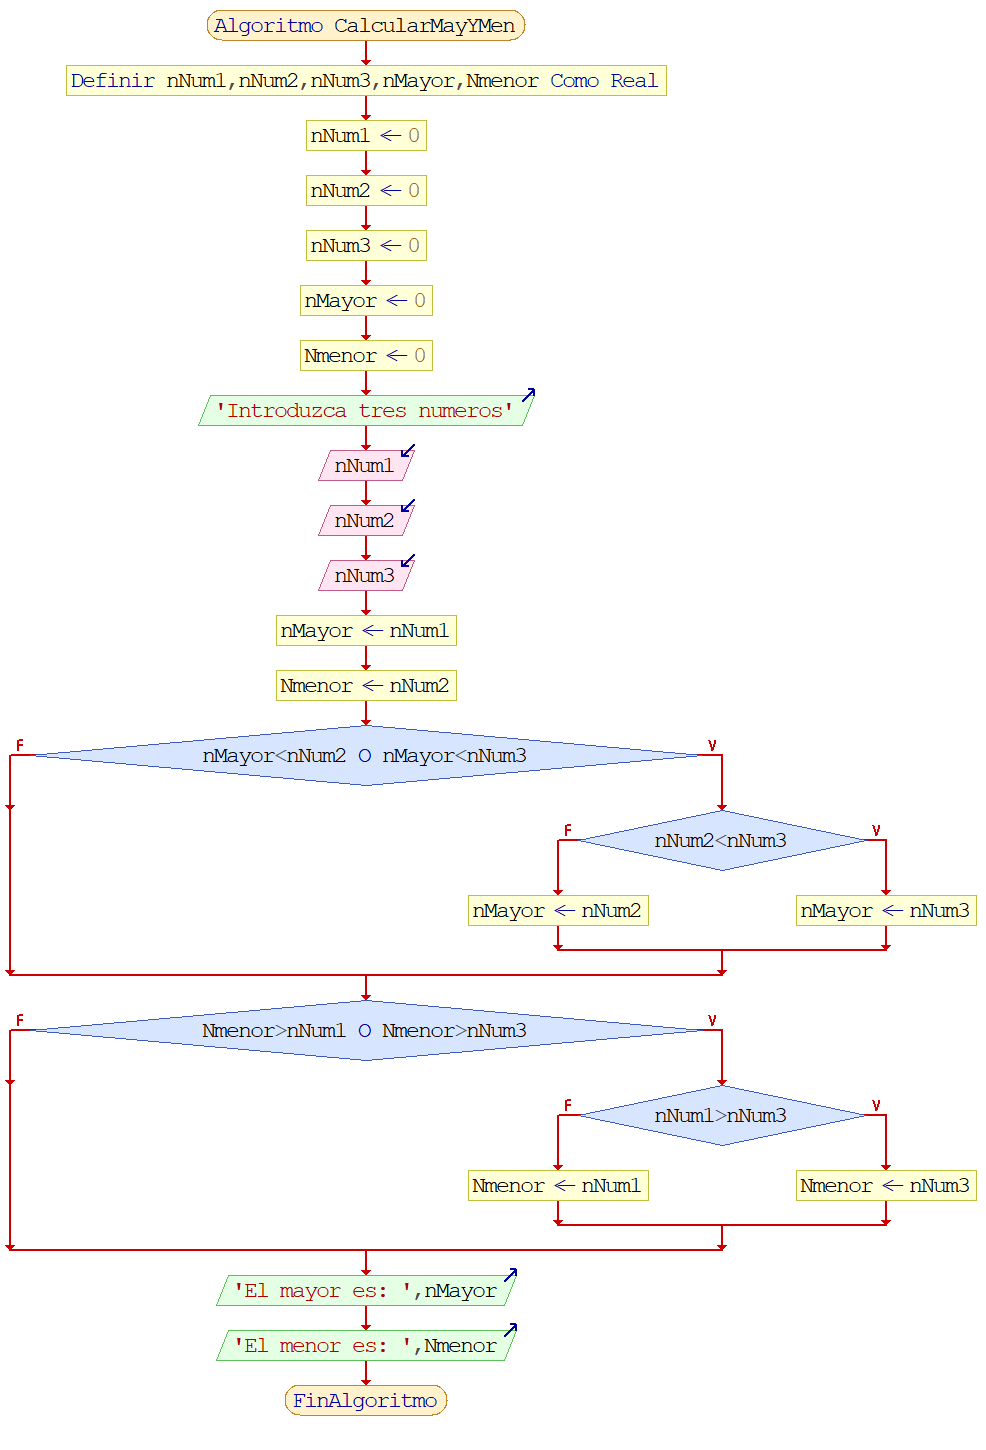 Algoritmo CalcularMayYMen
Definir nNum1,nNum2,nNum3,nMayor,Nmenor Como Real
nNum1 ← 0
nNum2 ← 0
nNum3 ← 0
nMayor ← 0
Nmenor ← 0
'Introduzca tres numeros'
nNum1
nNum2
nNum3
nMayor ← nNum1
Nmenor ← nNum2
F
nMayor<nNum2 O nMayor<nNum3
V
F
nNum2<nNum3
V
nMayor ← nNum2
nMayor ← nNum3
F
Nmenor>nNum1 O Nmenor>nNum3
V
F
nNum1>nNum3
V
Nmenor ← nNum1
Nmenor ← nNum3
'El mayor es: ',nMayor
'El menor es: ',Nmenor
FinAlgoritmo